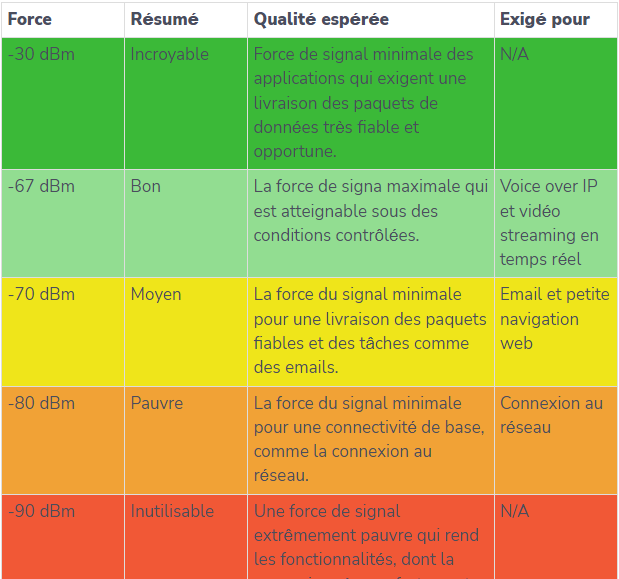 Force Résumé Qualité espérée Exigé pour
-30 dBm Incroyable Force de signal minimale des N/A
applications qui exigent une
livraison des paquets de
données très fiable et
opportune.
-67 dBm Bon La force de signa maximale qui Voice over IP
est atteignable sous des et vidéo
conditions contrôlées. streaming en
temps réel
-70 dBm Moyen La force du signal minimale Email et petite
pour une livraison des paquets navigation
fiables et des tâches comme web
des emails.
-80 dBm Pauvre La force du signal minimale Connexion au
pour une connectivité de base, réseau
comme la connexion au
réseau.
-90 dBm Inutilisable Une force de signal N/A
extrêmement pauvre qui rend
les fonctionnalités, dont la